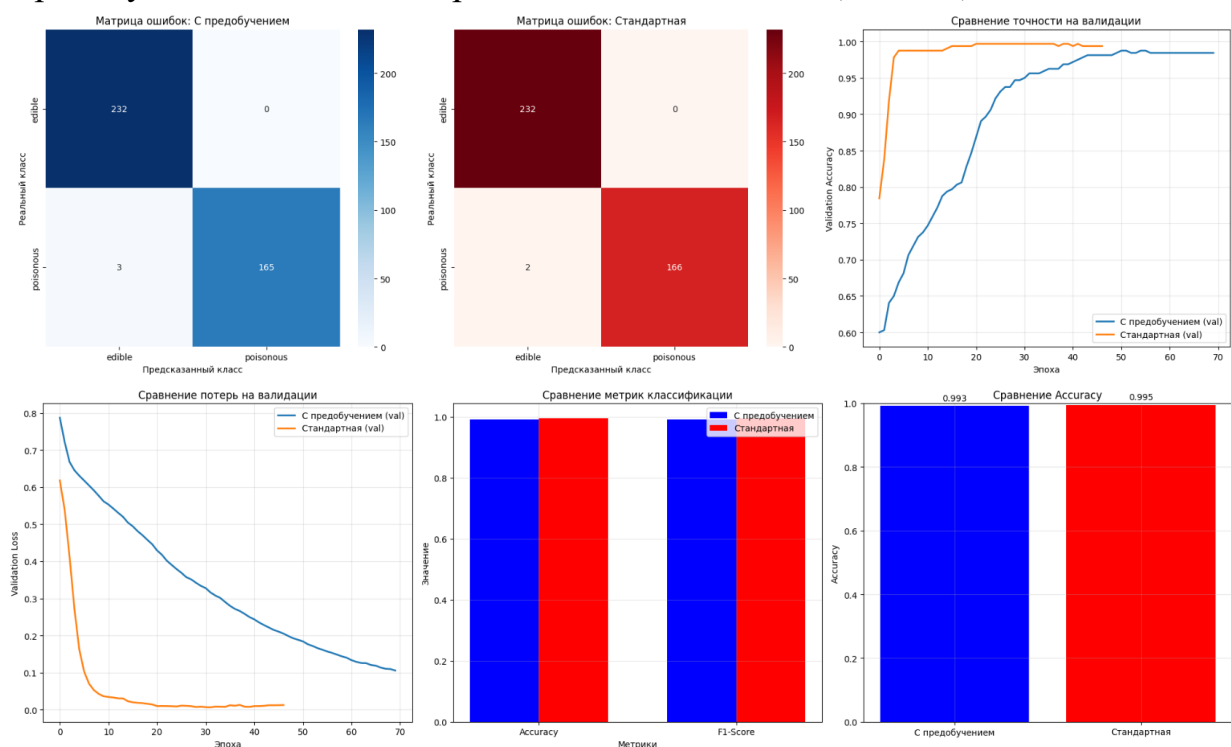 Матрица ошибок: С предобучением
edible
poisonous
Реальный класс
232
0
3
165
edible
poisonous
Предсказанный класс
200
150
100
50
0
Матрица ошибок: Стандартная
edible
poisonous
Реальный класс
232
0
2
166
edible
poisonous
Предсказанный класс
200
150
100
50
0
Сравнение точности на валидации
Validation Accuracy
1.00
0.95
0.90
0.85
0.80
0.75
0.70
0.65
0.60
С предобучением (val)
Стандартная (val)
0 10 20 30 40 50 60 70
Эпоха
Сравнение потерь на валидации
Validation Loss
0.8
0.7
0.6
0.5
0.4
0.3
0.2
0.1
0.0
С предобучением (val)
Стандартная (val)
0 10 20 30 40 50 60 70
Эпоха
Сравнение метрик классификации
Значение
1.0
0.8
0.6
0.4
0.2
0.0
С предобучением
Стандартная
Accuracy
F1-Score
Метрики
Сравнение Accuracy
Accuracy
1.0
0.8
0.6
0.4
0.2
0.0
0.993
0.995
С предобучением
Стандартная